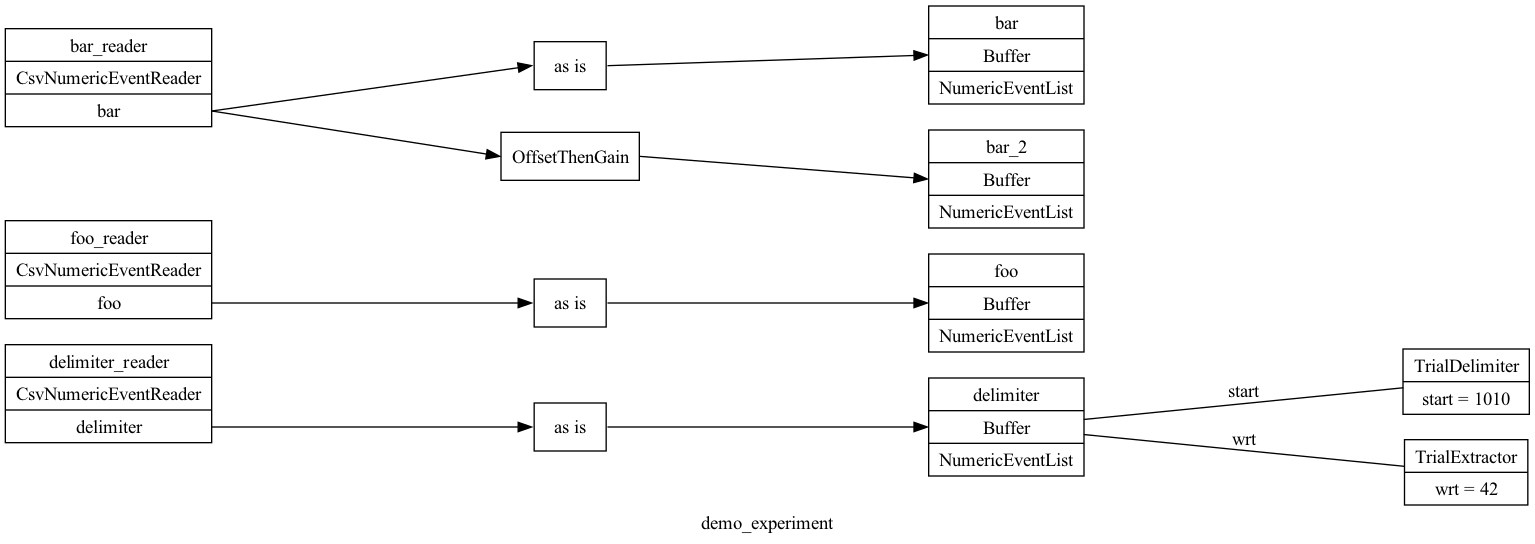 bar_reader
CsvNumericEventReader
bar
as is
OffsetThenGain
bar
Buffer
NumericEventList
bar_2
Buffer
NumericEventList
foo_reader
CsvNumericEventReader
foo
as is
foo
Buffer
NumericEventList
delimiter_reader
CsvNumericEventReader
delimiter
as is
delimiter
Buffer
NumericEventList
start
wrt
TrialDelimiter
start = 1010
TrialExtractor
wrt = 42
demo_experiment